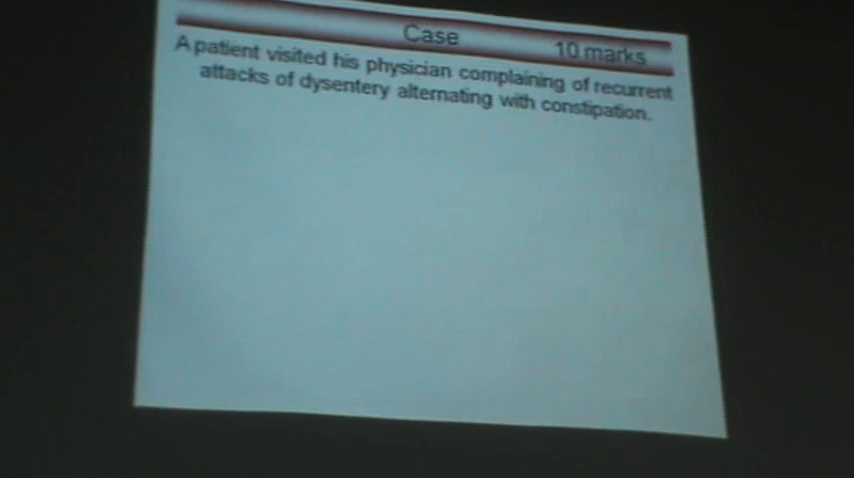 Case 10 marks
A patient visited his physician complaining of recurrent
attacks of dysentery alternating with constipation.